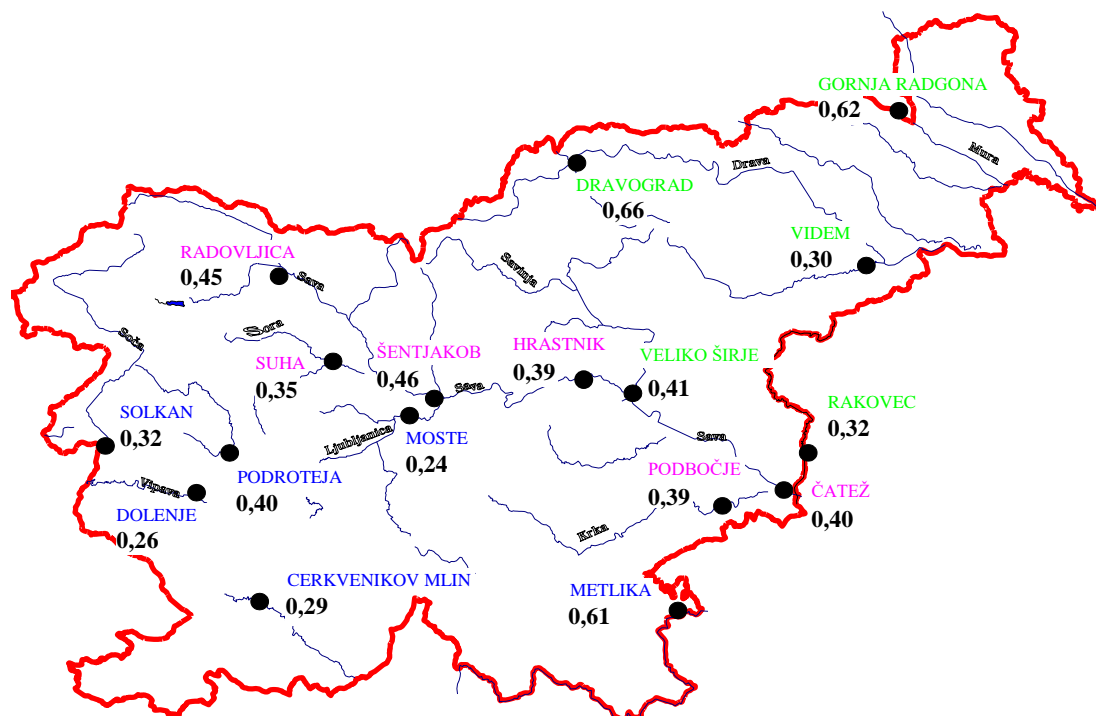 GORNJA RADGONA
0,62
Mura
Drava
DRAVOGRAD
0,66
VIDEM
0,30
RADOVLJICA
0,45
Sava
Savinja
Sora
Soča
SUHA
0,35
ŠENTJAKOB
0,46
Sava
HRASTNIK
0,39
VELIKO ŠIRJE
0,41
SOLKAN
0,32
Ljubljanica
MOSTE
0,24
RAKOVEC
0,32
Sava
PODROTEJA
0,40
PODBOČJE
0,39
ČATEŽ
0,40
Vipava
DOLENJE
0,26
Krka
CERKVENIKOV MLIN
0,29
METLIKA
0,61